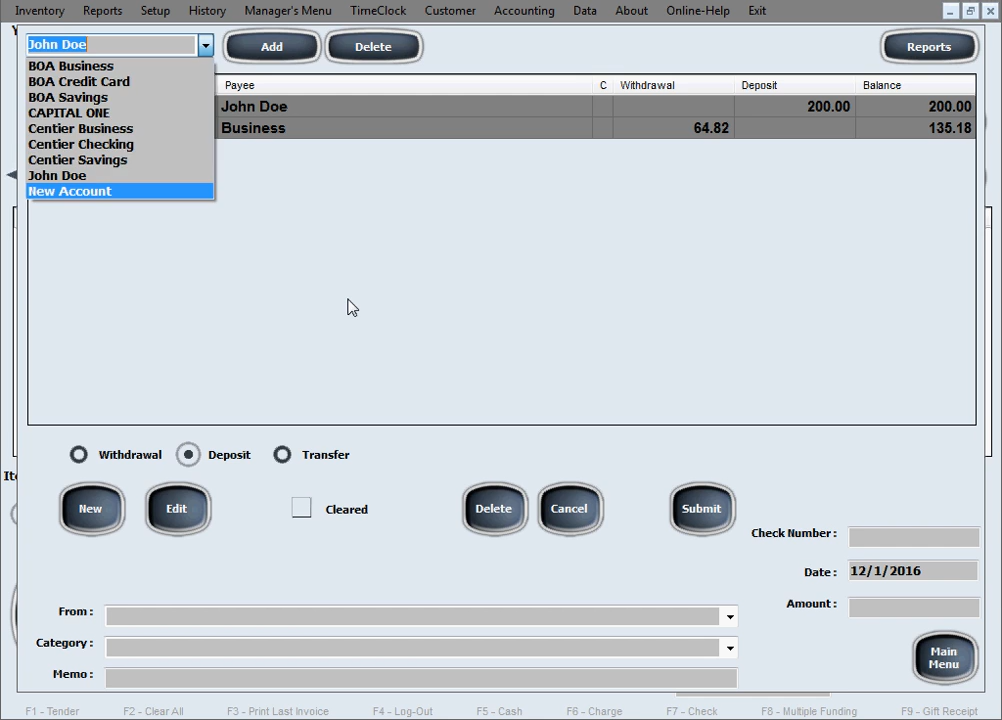 Inventory Reports Setup History Manager's Menu TimeClock Customer Accounting Data About Online-Help Exit
John Doe Add Delete Reports
BOA Business
BOA Credit Card
BOA Savings
CAPITAL ONE
Centier Business
Centier Checking
Centier Savings
John Doe
New Account
Payee C Withdrawal Deposit Balance
John Doe 200.00 200.00
Business 64.82 135.18
Withdrawal Deposit Transfer
New Edit Cleared Delete Cancel Submit
Check Number :
Date : 12/1/2016
Amount :
From :
Category :
Memo :
Main
Menu
F1 - Tender F2 - Clear All F3 - Print Last Invoice F4 - Log-Out F5 - Cash F6 - Charge F7 - Check F8 - Multiple Funding F9 - Gift Receipt